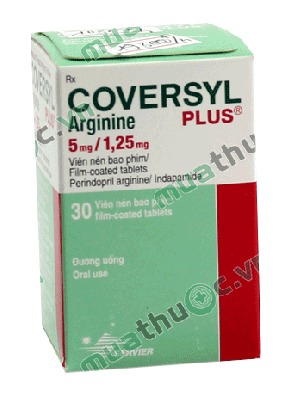 Rx
COVERSYL
Arginine PLUS®
5mg/1,25mg
Viên nén bao phim/
Film-coated tablets
Perindopril arginine/ Indapamide
30 Viên nén bao phim
film-coated tablets
Đường uống
Oral use
muathuoc.vn